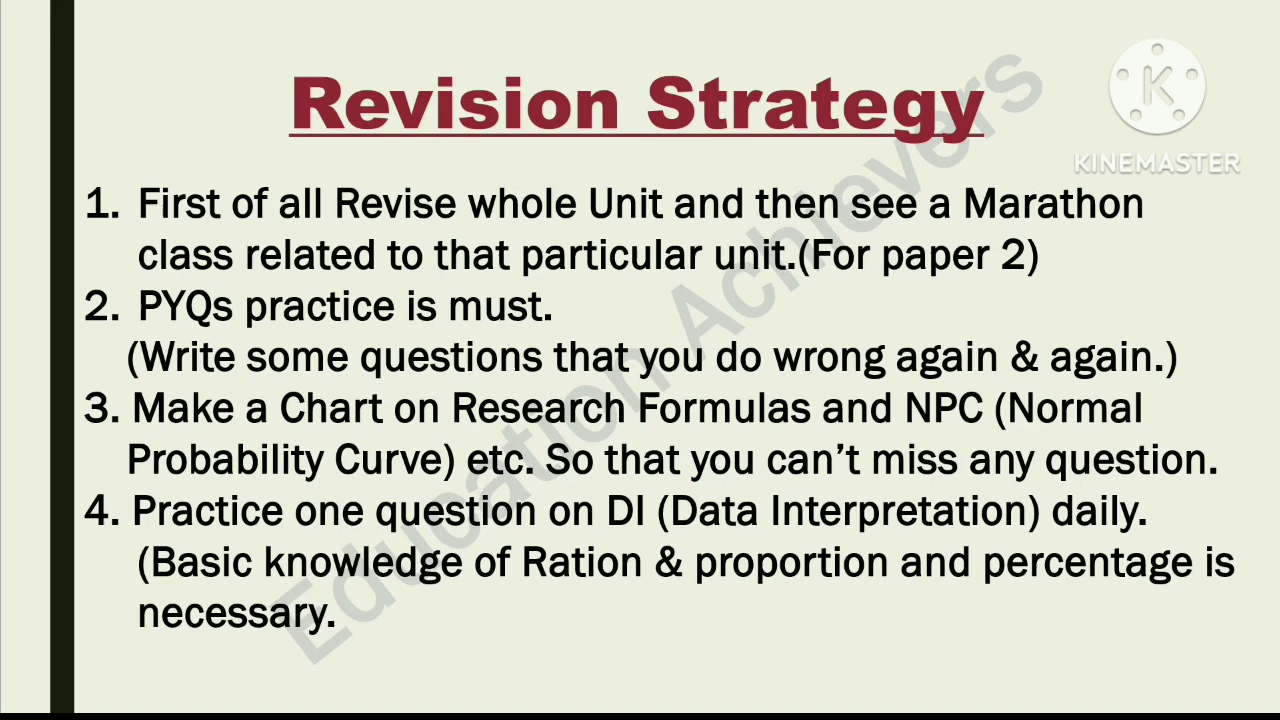 Revision Strategy
K
KINEMASTER
1. First of all Revise whole Unit and then see a Marathon
class related to that particular unit.(For paper 2)
2. PYQs practice is must.
(Write some questions that you do wrong again & again.)
3. Make a Chart on Research Formulas and NPC (Normal
Probability Curve) etc. So that you can’t miss any question.
4. Practice one question on DI (Data Interpretation) daily.
(Basic knowledge of Ration & proportion and percentage is
necessary.
Education Achievers